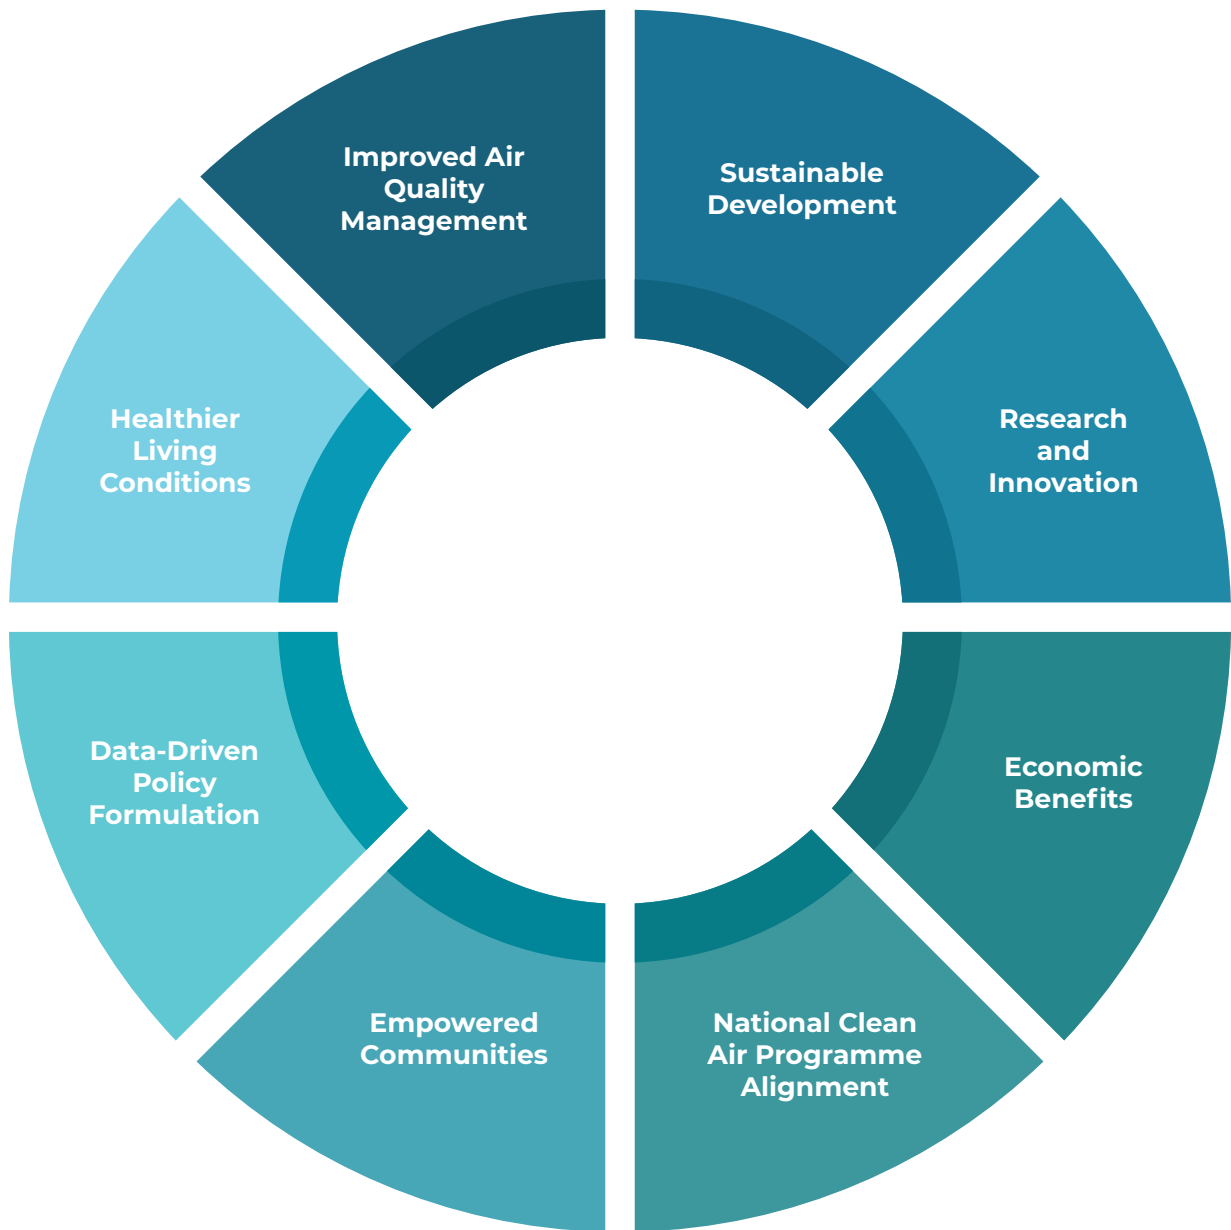 Improved Air
Quality
Management
Sustainable
Development
Research
and
Innovation
Economic
Benefits
National Clean
Air Programme
Alignment
Empowered
Communities
Data-Driven
Policy
Formulation
Healthier
Living
Conditions